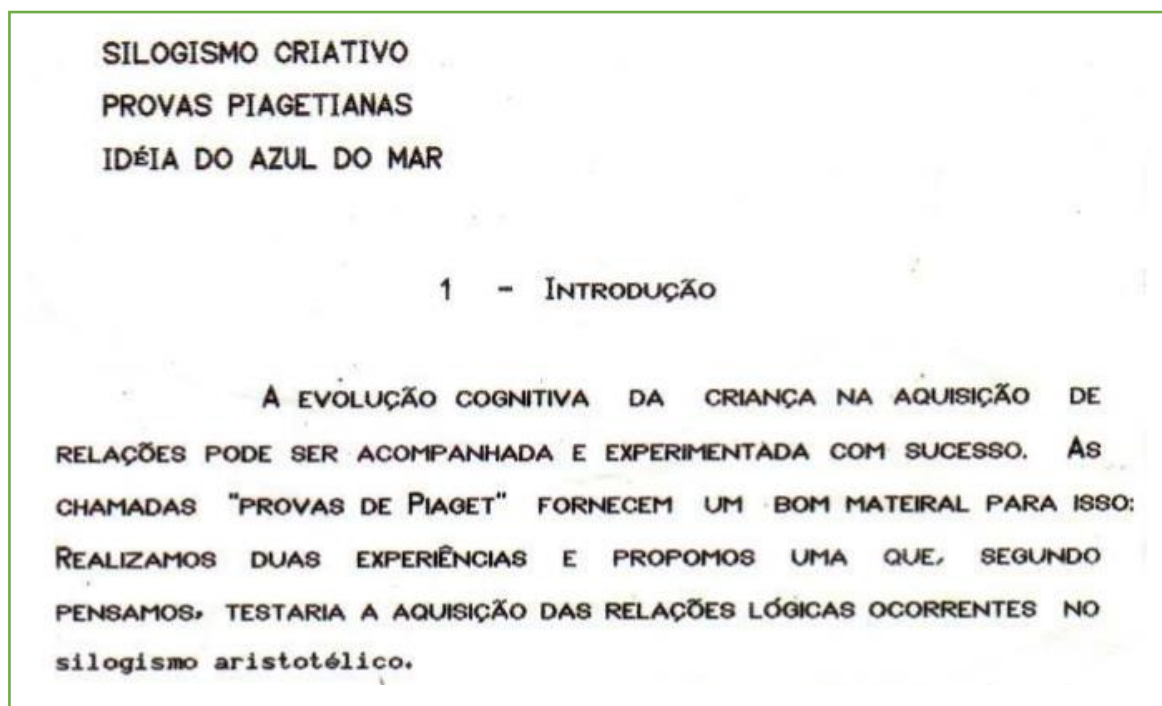 SILOGISMO CRIATIVO
PROVAS PIAGETIANAS
IDÉIA DO AZUL DO MAR
1 - INTRODUÇÃO
A EVOLUÇÃO COGNITIVA DA CRIANÇA NA AQUISIÇÃO DE
RELAÇÕES PODE SER ACOMPANHADA E EXPERIMENTADA COM SUCESSO. AS
CHAMADAS "PROVAS DE PIAGET" FORNECEM UM BOM MATEIRAL PARA ISSO:
REALIZAMOS DUAS EXPERIÊNCIAS E PROPOMOS UMA QUE, SEGUNDO
PENSAMOS, TESTARIA A AQUISIÇÃO DAS RELAÇÕES LÓGICAS OCORRENTES NO
silogismo aristotélico.